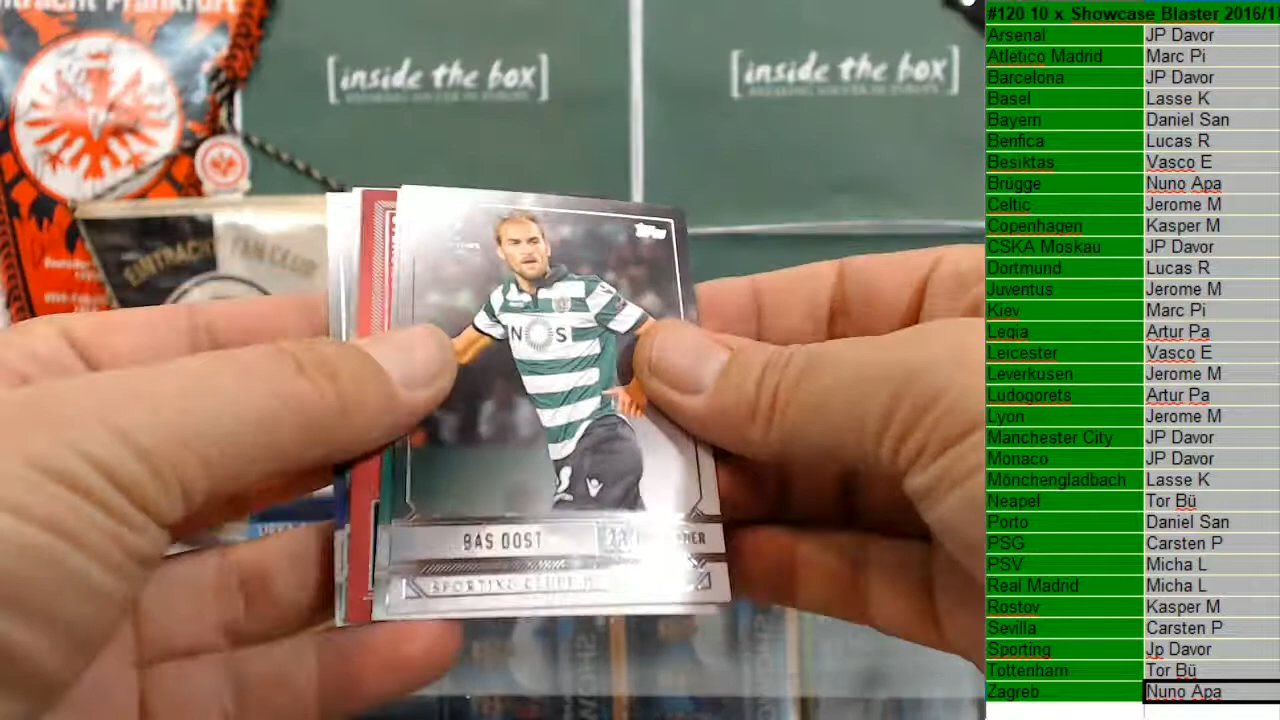 Eintracht Frankfurt
[inside the box]
[inside the box]
EINTRACHT
FAN CLUB
topps
NOS
BAS DOST
SPORTING
#120 10 x Showcase Blaster 2016/1
Arsenal JP Davor
Atletico Madrid Marc Pi
Barcelona JP Davor
Basel Lasse K
Bayern Daniel San
Benfica Lucas R
Besiktas Vasco E
Brügge Nuno Apa
Celtic Jerome M
Copenhagen Kasper M
CSKA Moskau JP Davor
Dortmund Lucas R
Juventus Jerome M
Kiev Marc Pi
Legia Artur Pa
Leicester Vasco E
Leverkusen Jerome M
Ludogorets Artur Pa
Lyon Jerome M
Manchester City JP Davor
Monaco JP Davor
Mönchengladbach Lasse K
Neapel Tor Bü
Porto Daniel San
PSG Carsten P
PSV Micha L
Real Madrid Micha L
Rostov Kasper M
Sevilla Carsten P
Sporting Jp Davor
Tottenham Tor Bü
Zagreb Nuno Apa